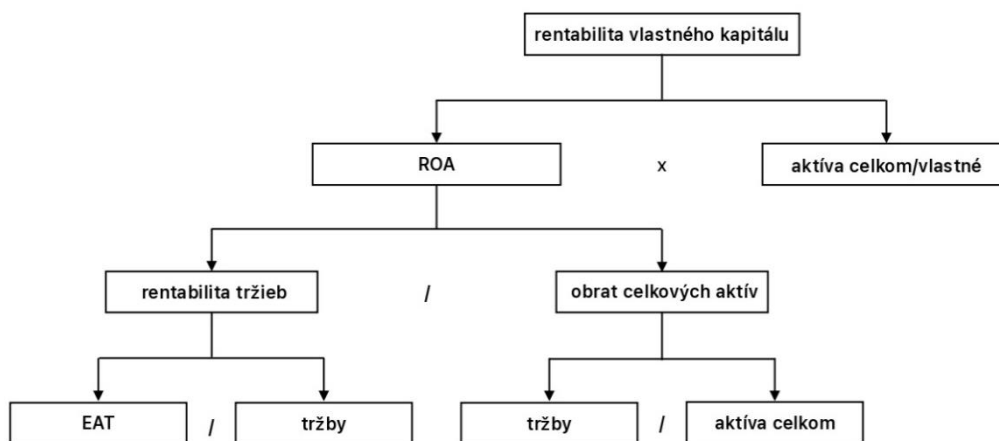 rentabilita vlastného kapitálu
ROA x aktíva celkom/vlastné
rentabilita tržieb / obrat celkových aktív
EAT / tržby tržby / aktíva celkom